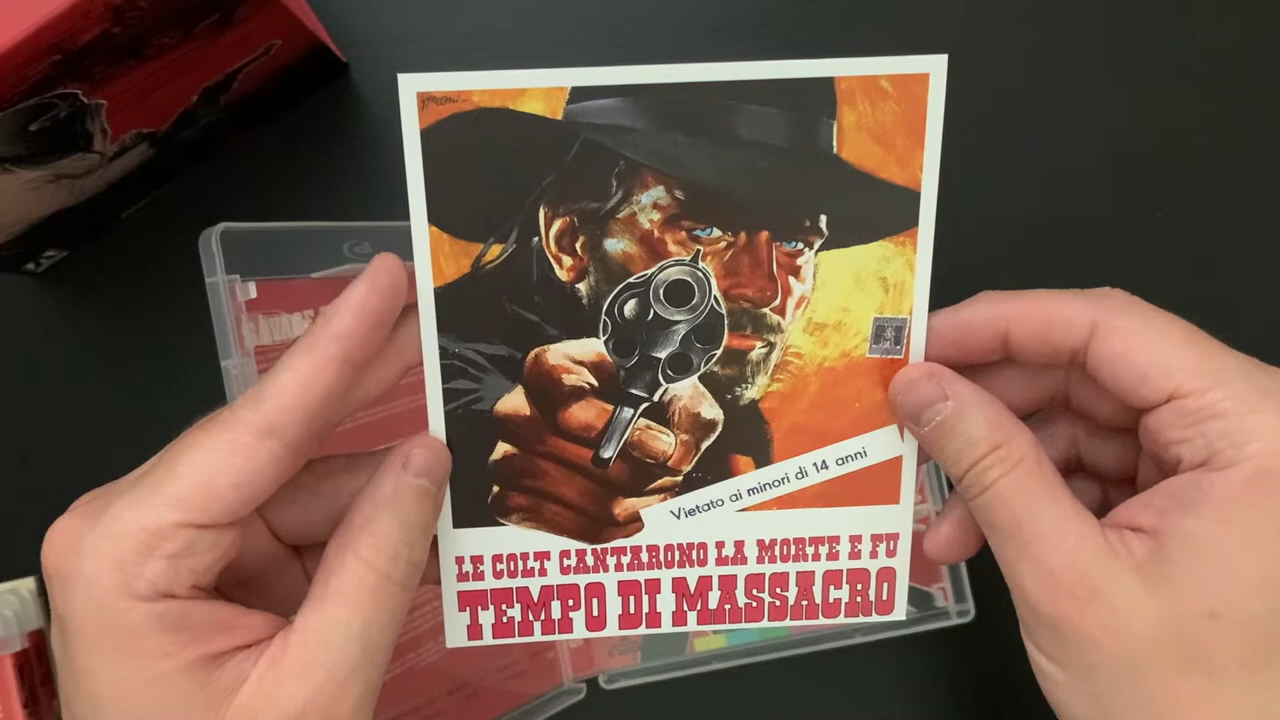 Vietato ai minori di 14 anni
LE COLT CANTARONO LA MORTE E FU
TEMPO DI MASSACRO